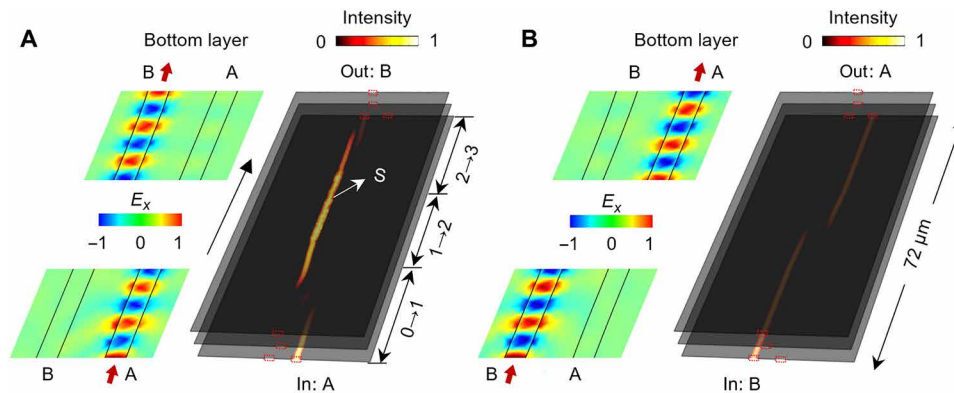 A
Bottom layer
Intensity
0 1
Out: B
B A
S
2→3
1→2
0→1
Ex
−1 0 1
B A
In: A
B
Bottom layer
Intensity
0 1
Out: A
B A
72 μm
Ex
−1 0 1
B A
In: B